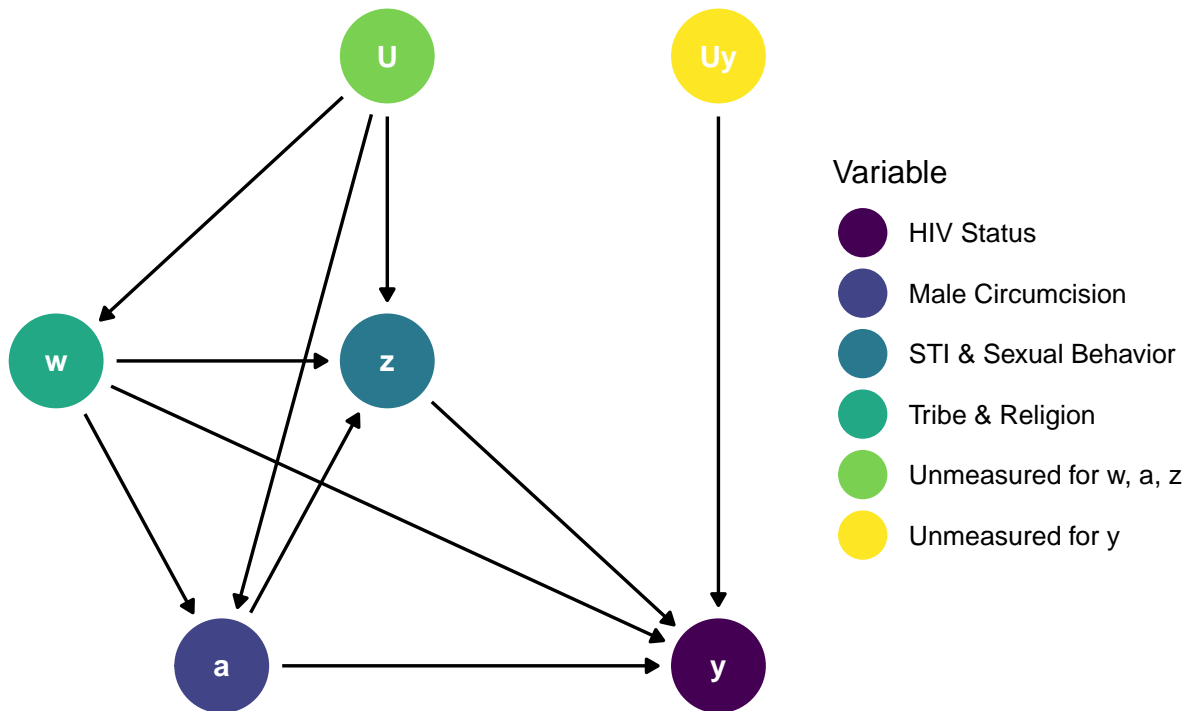 U
Uy
w
z
a
y
Variable
HIV Status
Male Circumcision
STI & Sexual Behavior
Tribe & Religion
Unmeasured for w, a, z
Unmeasured for y